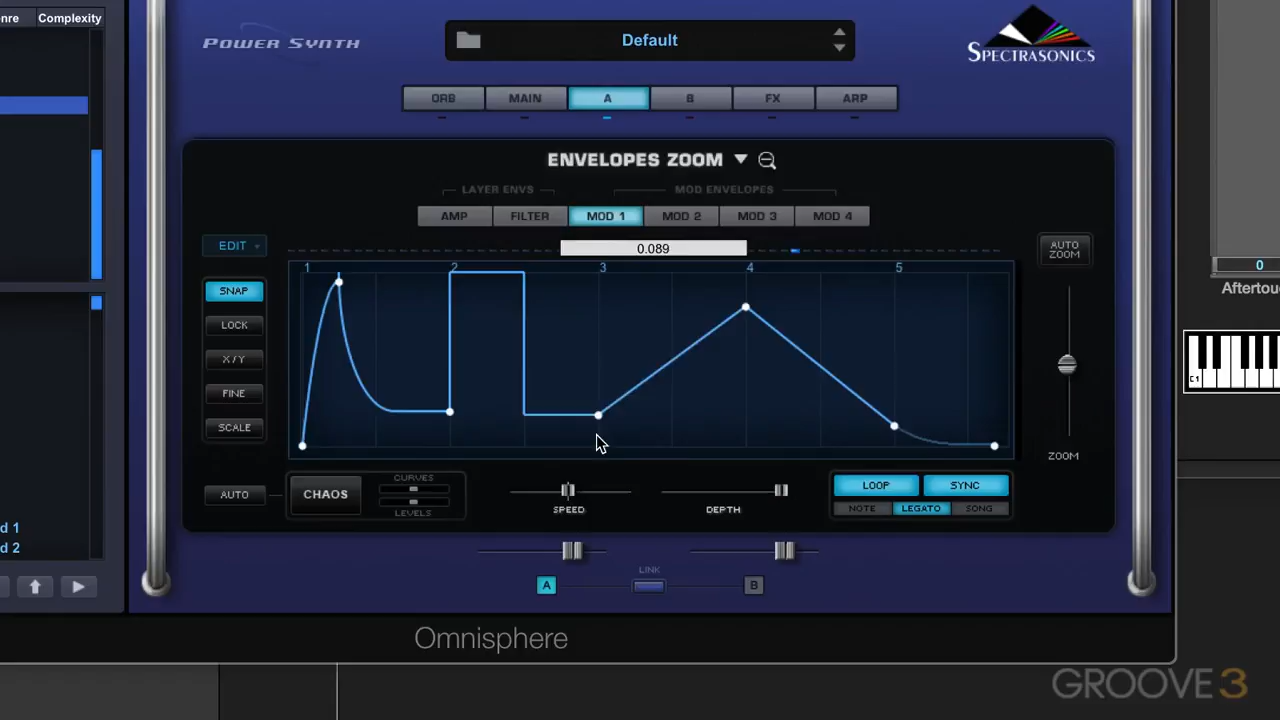 enre Complexity
POWER SYNTH
Default
SPECTRASONICS
ORB MAIN A B FX ARP
ENVELOPES ZOOM
LAYER ENVS MOD ENVELOPES
AMP FILTER MOD 1 MOD 2 MOD 3 MOD 4
EDIT
0.089
AUTO
ZOOM
1 2 3 4 5
SNAP
LOCK
X/Y
FINE
SCALE
ZOOM
AUTO
CHAOS
CURVES
LEVELS
SPEED
DEPTH
LOOP SYNC
NOTE LEGATO SONG
LINK
A B
Omnisphere
d 1
d 2
0
Aftertou
C1
GROOVE3